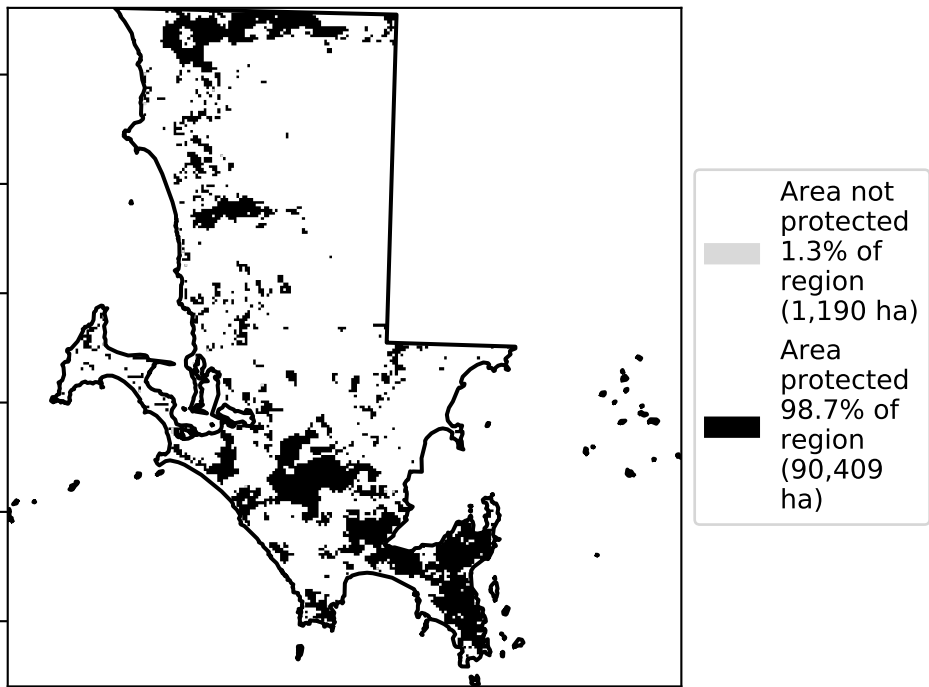 Area not
protected
1.3% of
region
(1,190 ha)
Area
protected
98.7% of
region
(90,409
ha)